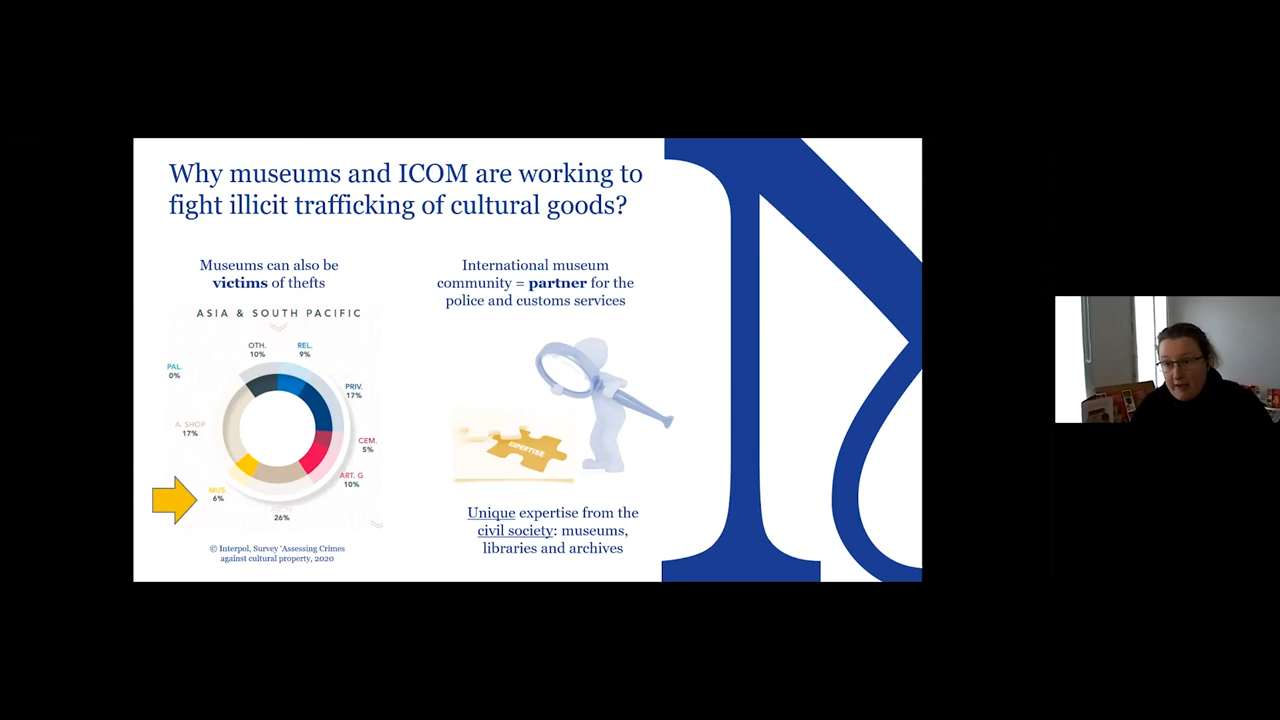 Why museums and ICOM are working to
fight illicit trafficking of cultural goods?
Museums can also be
victims of thefts
ASIA & SOUTH PACIFIC
OTH.
10%
REL.
9%
PAL.
0%
PRIV.
17%
A. SHOP
17%
CEM.
5%
ART. G
10%
MUS.
6%
ARCH.
26%
© Interpol, Survey 'Assessing Crimes
against cultural property, 2020
International museum
community = partner for the
police and customs services
EXPERTISE
Unique expertise from the
civil society: museums,
libraries and archives